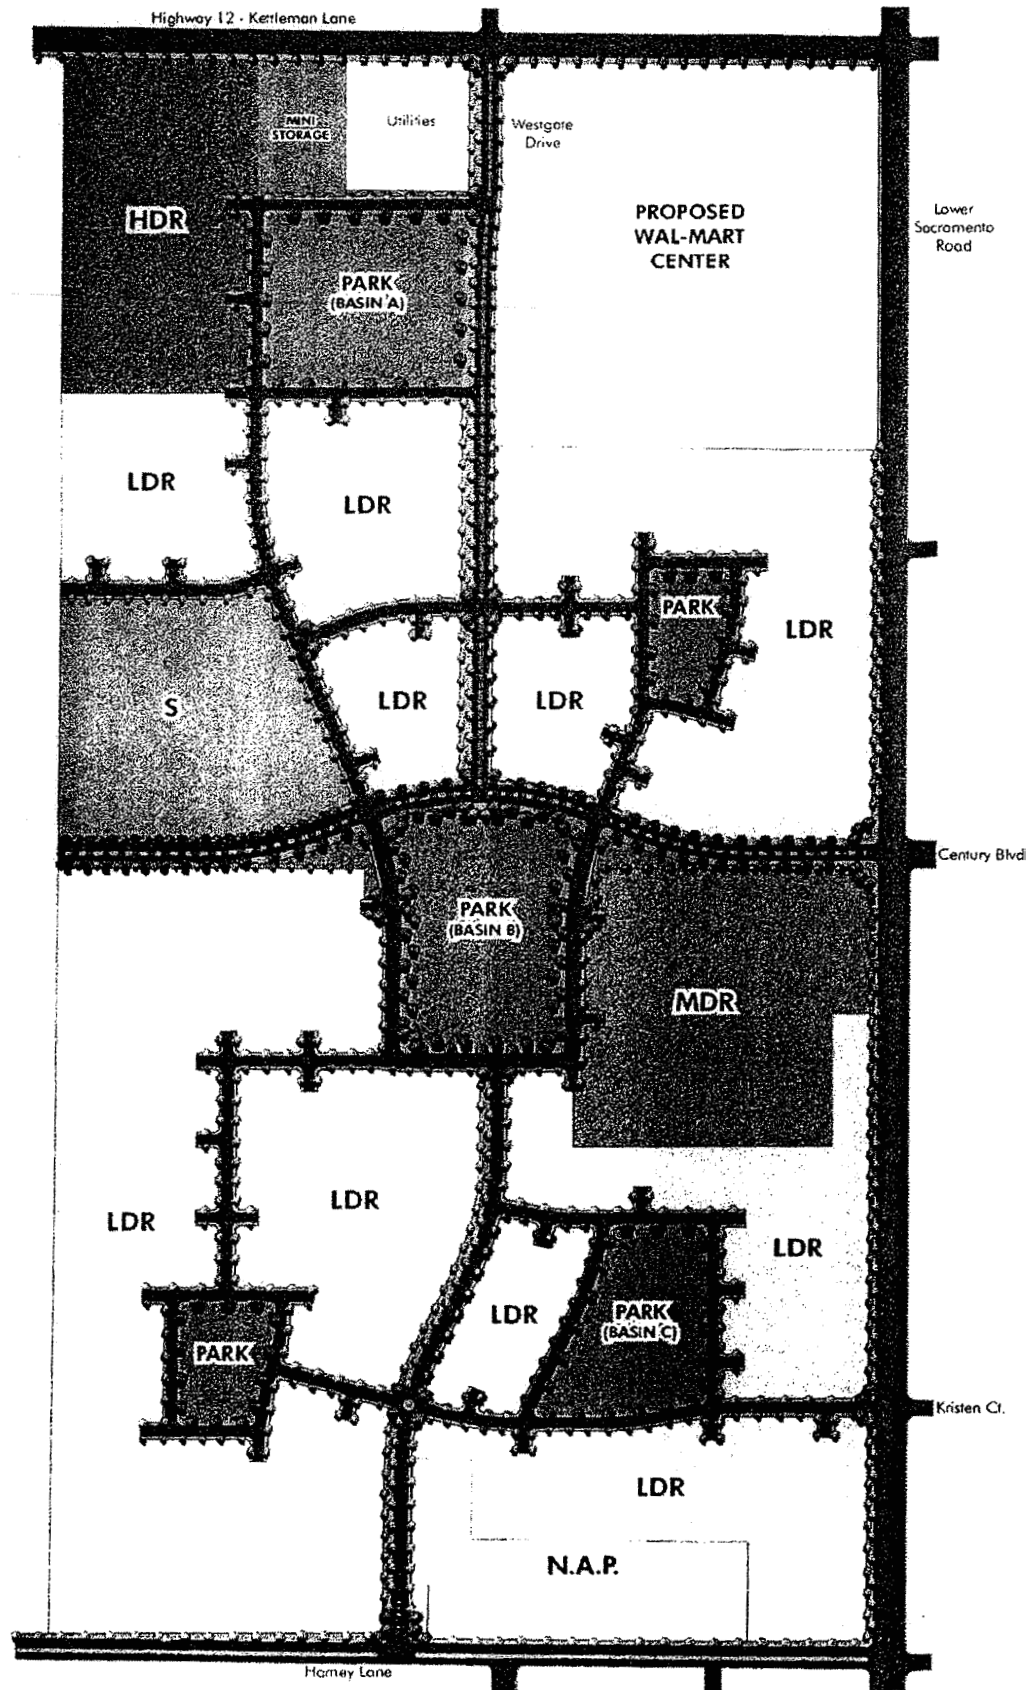 Highway 12 - Kettleman Lane
MINI
STORAGE
Utilities
Westgate
Drive
HDR
PROPOSED
WAL-MART
CENTER
Lower
Sacramento
Road
PARK
(BASIN A)
LDR
LDR
PARK
LDR
S
LDR
LDR
Century Blvd
PARK
(BASIN B)
MDR
LDR
LDR
LDR
LDR
PARK
(BASIN C)
PARK
Kristen Ct.
LDR
N.A.P.
Harney Lane